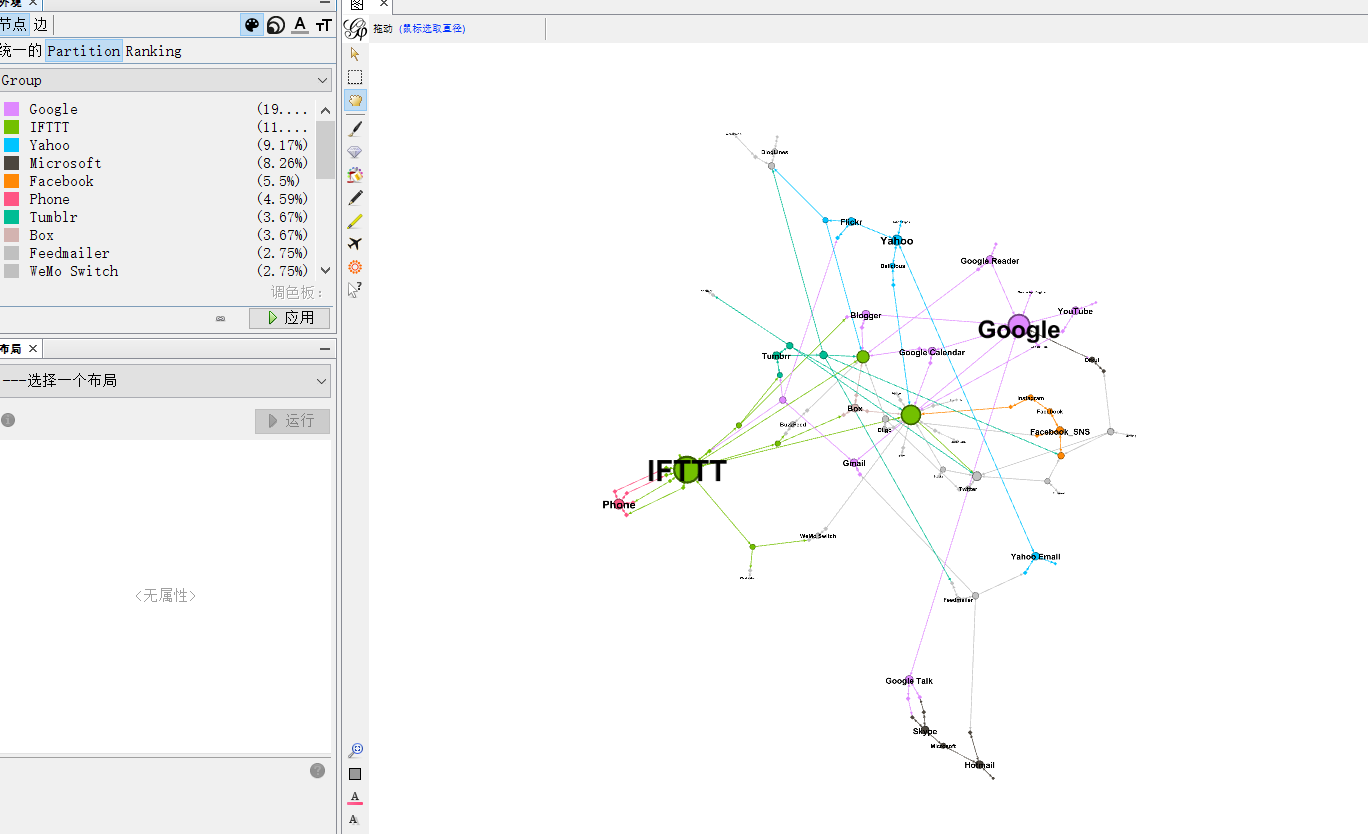 外观
节点 边
A
TT
统一的 Partition Ranking
Group
Google (19....
IFTTT (11....
Yahoo (9.17%)
Microsoft (8.26%)
Facebook (5.5%)
Phone (4.59%)
Tumblr (3.67%)
Box (3.67%)
Feedmailer (2.75%)
WeMo Switch (2.75%)
调色板:
应用
布局
---选择一个布局
运行
<无属性>
拖动 (鼠标选取直径)
A
A
Flickr
Yahoo
Delicious
Google Reader
YouTube
Google
Blogger
Google Calendar
Instagram
Facebook
Facebook_SNS
Box
BuzzFeed
Gmail
Twitter
IFTTT
Phone
WeMo Switch
Yahoo Email
Feedmailer
Google Talk
Skype
Microsoft
Hotmail